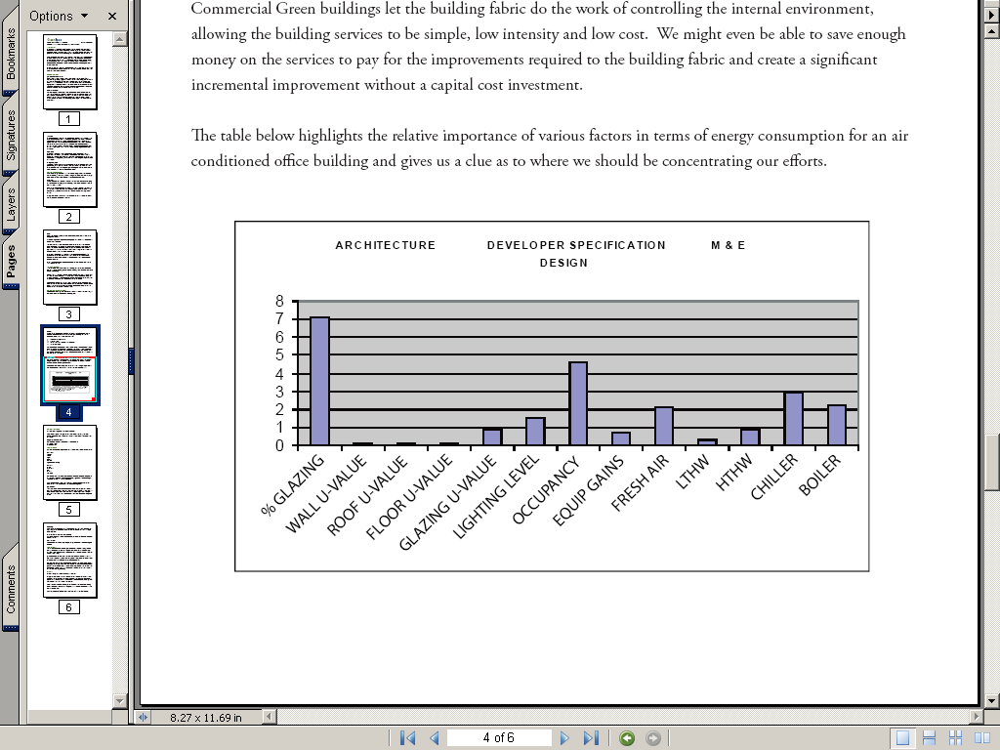 Options
Bookmarks
Signatures
Layers
Pages
Comments
1
2
3
4
5
6
Commercial Green buildings let the building fabric do the work of controlling the internal environment,
allowing the building services to be simple, low intensity and low cost. We might even be able to save enough
money on the services to pay for the improvements required to the building fabric and create a significant
incremental improvement without a capital cost investment.
The table below highlights the relative importance of various factors in terms of energy consumption for an air
conditioned office building and gives us a clue as to where we should be concentrating our efforts.
ARCHITECTURE DEVELOPER SPECIFICATION M & E
DESIGN
8
7
6
5
4
3
2
1
0
% GLAZING
WALL U-VALUE
ROOF U-VALUE
FLOOR U-VALUE
GLAZING U-VALUE
LIGHTING LEVEL
OCCUPANCY
EQUIP GAINS
FRESH AIR
LTHW
HTHW
CHILLER
BOILER
8.27 x 11.69 in
4 of 6